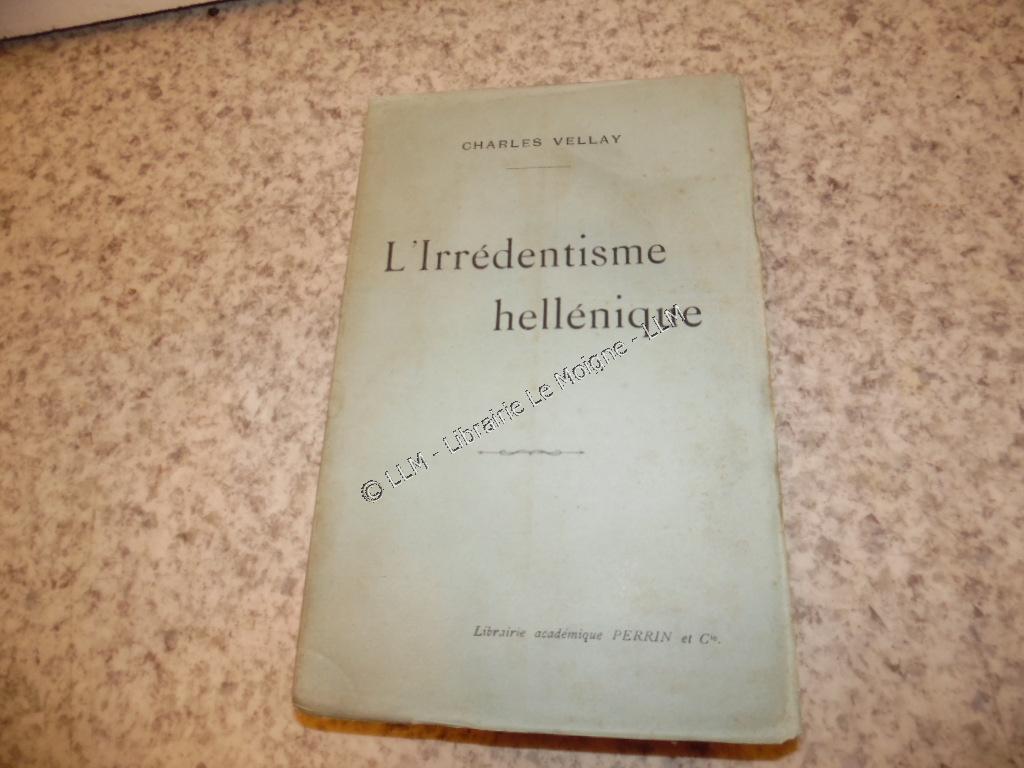 CHARLES VELLAY
L'Irrédentisme
hellénique
© LLM - Librairie Le Moigne - LLM
Librairie académique PERRIN et Cie.